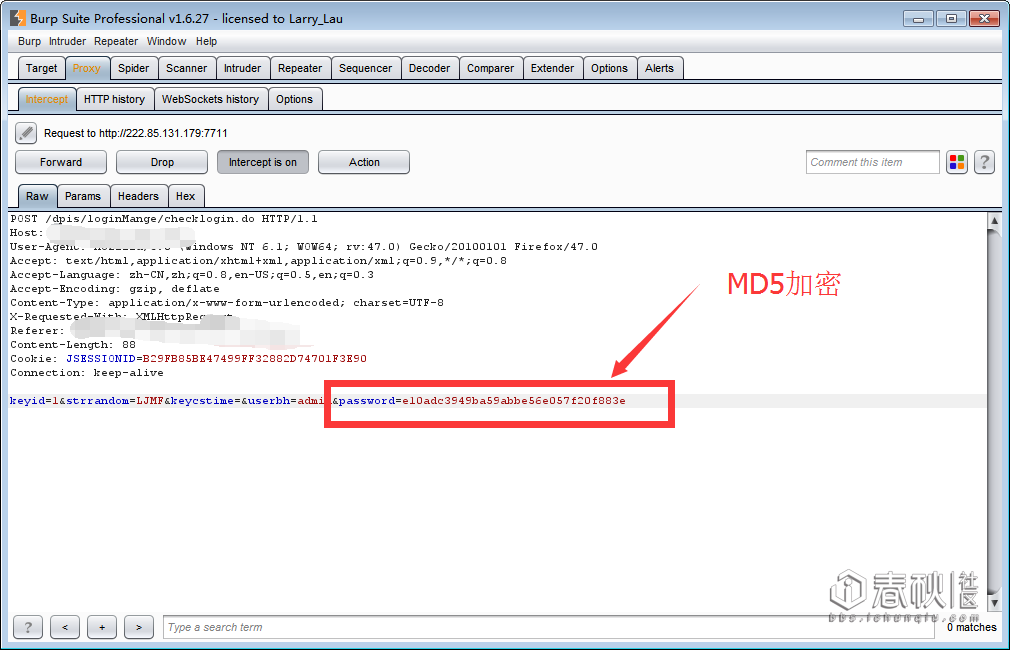 Burp Suite Professional v1.6.27 - licensed to Larry_Lau
Burp Intruder Repeater Window Help
Target Proxy Spider Scanner Intruder Repeater Sequencer Decoder Comparer Extender Options Alerts
Intercept HTTP history WebSockets history Options
Request to http://222.85.131.179:7711
Forward Drop Intercept is on Action Comment this item ?
Raw Params Headers Hex
POST /dpis/loginMange/checklogin.do HTTP/1.1
Host:
User-Agent: Mozilla/5.0 (Windows NT 6.1; WOW64; rv:47.0) Gecko/20100101 Firefox/47.0
Accept: text/html,application/xhtml+xml,application/xml;q=0.9,*/*;q=0.8
Accept-Language: zh-CN,zh;q=0.8,en-US;q=0.5,en;q=0.3
Accept-Encoding: gzip, deflate
Content-Type: application/x-www-form-urlencoded; charset=UTF-8
X-Requested-With: XMLHttpRequest
Referer:
Content-Length: 88
Cookie: JSESSIONID=B29FB85BE47499FF32882D74701F3E90
Connection: keep-alive
keyid=1&strrandom=LJMF&keycstime=&userbh=admin&password=e10adc3949ba59abbe56e057f20f883e
MD5加密
春秋社区
bbs.ichunqiu.com
? < + > Type a search term 0 matches